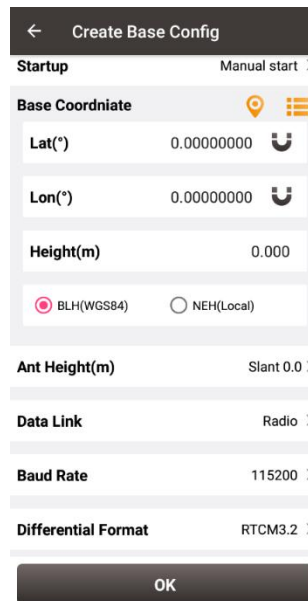 Create Base Config
Startup Manual start
Base Coordniate
Lat(°) 0.00000000
Lon(°) 0.00000000
Height(m) 0.000
BLH(WGS84) NEH(Local)
Ant Height(m) Slant 0.0
Data Link Radio
Baud Rate 115200
Differential Format RTCM3.2
OK